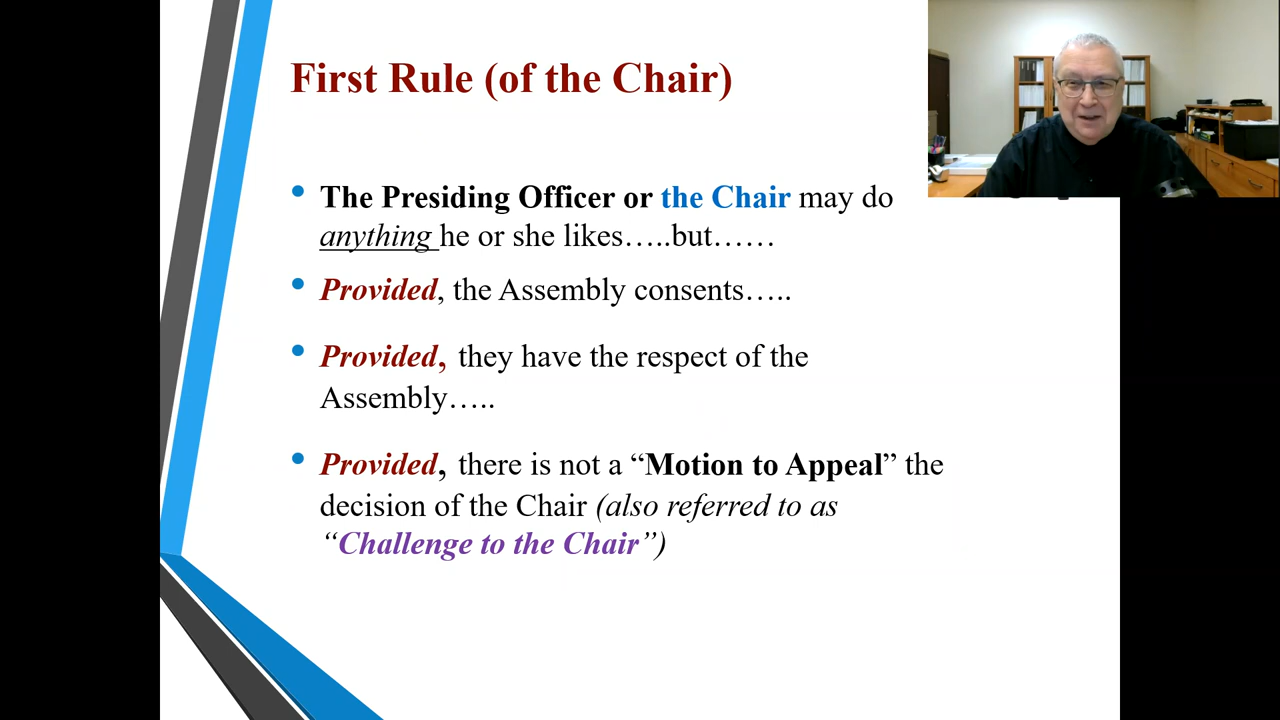 First Rule (of the Chair)
• The Presiding Officer or the Chair may do
anything he or she likes…..but……
• Provided, the Assembly consents…..
• Provided, they have the respect of the
Assembly…..
• Provided, there is not a “Motion to Appeal” the
decision of the Chair (also referred to as
“Challenge to the Chair”)